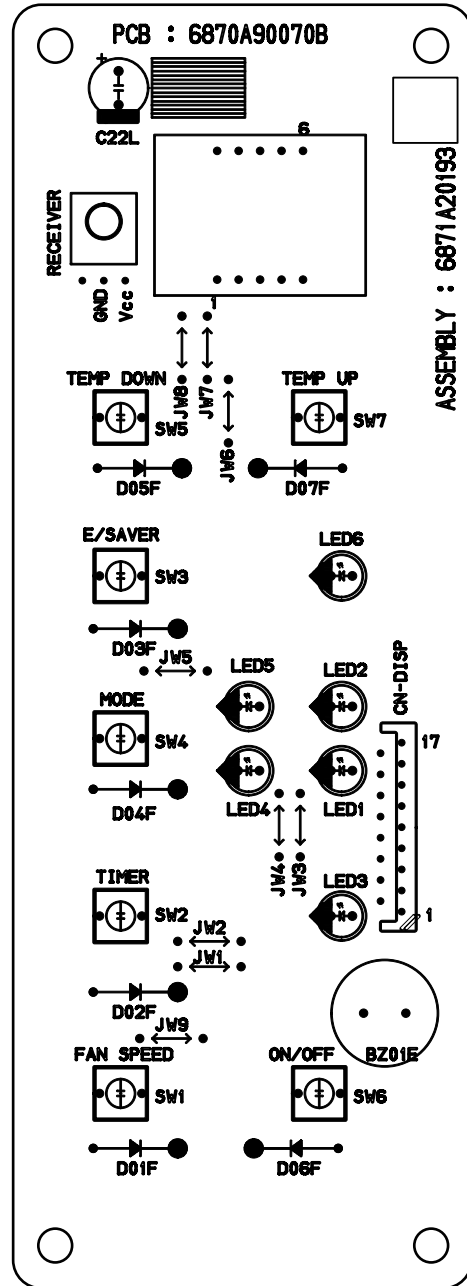 PCB : 6870A90070B
+
C22L
6
ASSEMBLY : 6871A20193
RECEIVER
GND
Vcc
1
TEMP DOWN
JW8
JW7
TEMP UP
SW5
SW7
JW6
D05F
D07F
E/SAVER
LED6
SW3
D03F
JW5
LED5
LED2
CN-DISP
MODE
SW4
17
D04F
LED4
LED1
JW4
JW3
TIMER
LED3
SW2
1
JW2
JW1
D02F
JW9
FAN SPEED
ON/OFF
BZ01E
SW1
SW6
D01F
D06F